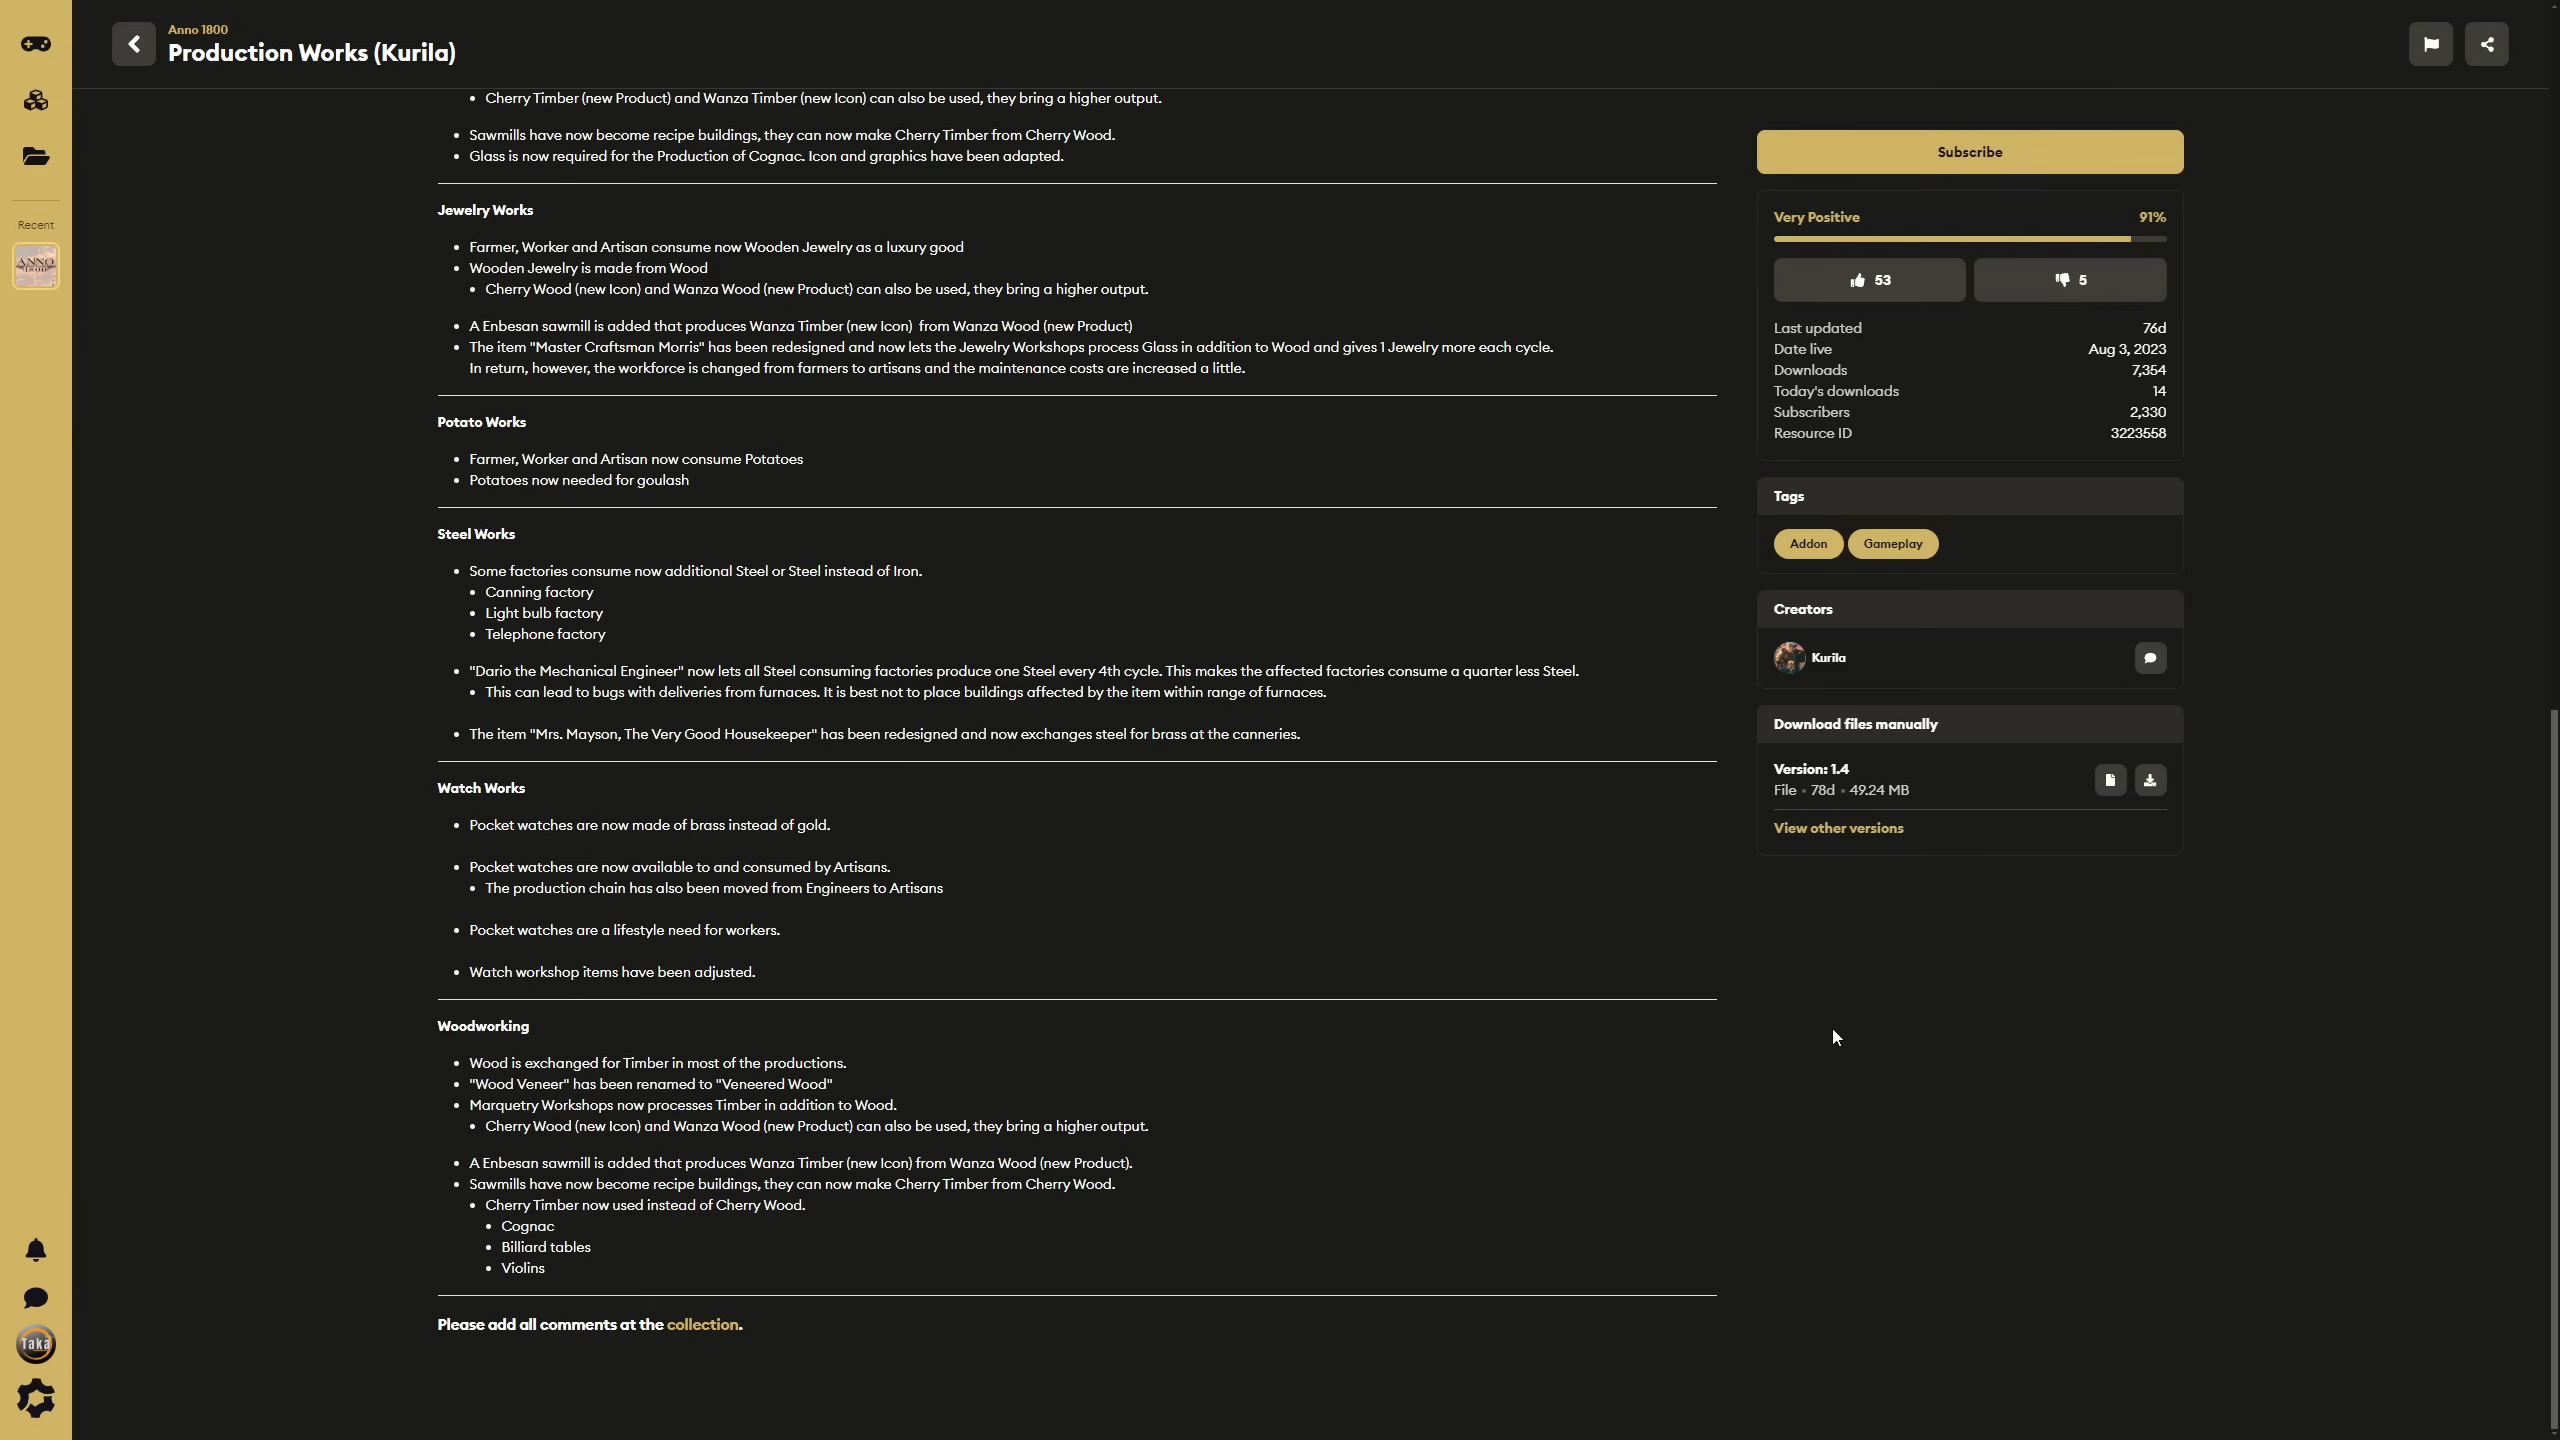 Anno 1800
Production Works (Kurila)
Recent
ANNO
1800
Taka
Cherry Timber (new Product) and Wanza Timber (new Icon) can also be used, they bring a higher output.
Sawmills have now become recipe buildings, they can now make Cherry Timber from Cherry Wood.
Glass is now required for the Production of Cognac. Icon and graphics have been adapted.
Jewelry Works
Farmer, Worker and Artisan consume now Wooden Jewelry as a luxury good
Wooden Jewelry is made from Wood
Cherry Wood (new Icon) and Wanza Wood (new Product) can also be used, they bring a higher output.
A Enbesan sawmill is added that produces Wanza Timber (new Icon)  from Wanza Wood (new Product)
The item "Master Craftsman Morris" has been redesigned and now lets the Jewelry Workshops process Glass in addition to Wood and gives 1 Jewelry more each cycle.
In return, however, the workforce is changed from farmers to artisans and the maintenance costs are increased a little.
Potato Works
Farmer, Worker and Artisan now consume Potatoes
Potatoes now needed for goulash
Steel Works
Some factories consume now additional Steel or Steel instead of Iron.
Canning factory
Light bulb factory
Telephone factory
"Dario the Mechanical Engineer" now lets all Steel consuming factories produce one Steel every 4th cycle. This makes the affected factories consume a quarter less Steel.
This can lead to bugs with deliveries from furnaces. It is best not to place buildings affected by the item within range of furnaces.
The item "Mrs. Mayson, The Very Good Housekeeper" has been redesigned and now exchanges steel for brass at the canneries.
Watch Works
Pocket watches are now made of brass instead of gold.
Pocket watches are now available to and consumed by Artisans.
The production chain has also been moved from Engineers to Artisans
Pocket watches are a lifestyle need for workers.
Watch workshop items have been adjusted.
Woodworking
Wood is exchanged for Timber in most of the productions.
"Wood Veneer" has been renamed to "Veneered Wood"
Marquetry Workshops now processes Timber in addition to Wood.
Cherry Wood (new Icon) and Wanza Wood (new Product) can also be used, they bring a higher output.
A Enbesan sawmill is added that produces Wanza Timber (new Icon) from Wanza Wood (new Product).
Sawmills have now become recipe buildings, they can now make Cherry Timber from Cherry Wood.
Cherry Timber now used instead of Cherry Wood.
Cognac
Billiard tables
Violins
Please add all comments at the collection.
Subscribe
Very Positive 91%
53 5
Last updated 76d
Date live Aug 3, 2023
Downloads 7,354
Today's downloads 14
Subscribers 2,330
Resource ID 3223558
Tags
Addon Gameplay
Creators
Kurila
Download files manually
Version: 1.4
File • 78d • 49.24 MB
View other versions